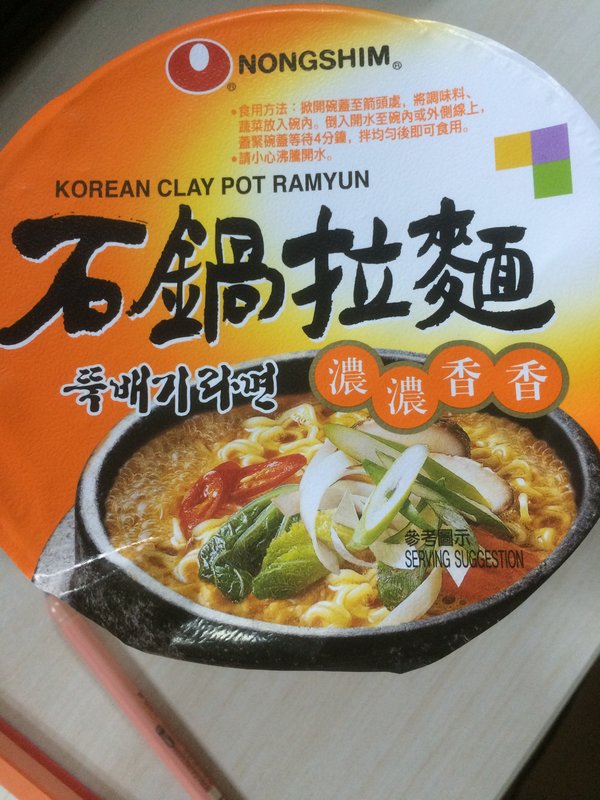 NONGSHIM®
•食用方法：掀開碗蓋至箭頭處，將調味料、
蔬菜放入碗內。倒入開水至碗內或外側線上，
蓋緊碗蓋等待4分鐘，拌均勻後即可食用。
•請小心沸騰開水。
KOREAN CLAY POT RAMYUN
石鍋拉麵
뚝배기라면
濃濃香香
參考圖示
SERVING SUGGESTION